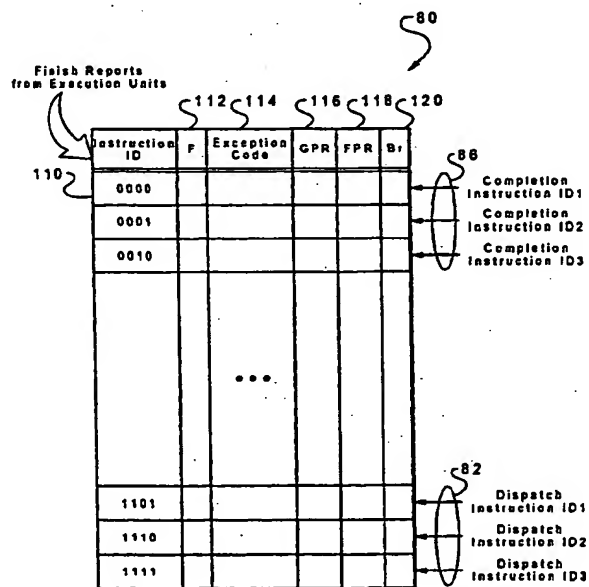 80
Finish Reports
from Execution Units
112 114 116 118 120
Instruction ID F Exception Code GPR FPR Br
110
86
0000
Completion
Instruction ID1
0001
Completion
Instruction ID2
0010
Completion
Instruction ID3
•••
82
1101
Dispatch
Instruction ID1
1110
Dispatch
Instruction ID2
1111
Dispatch
Instruction ID3